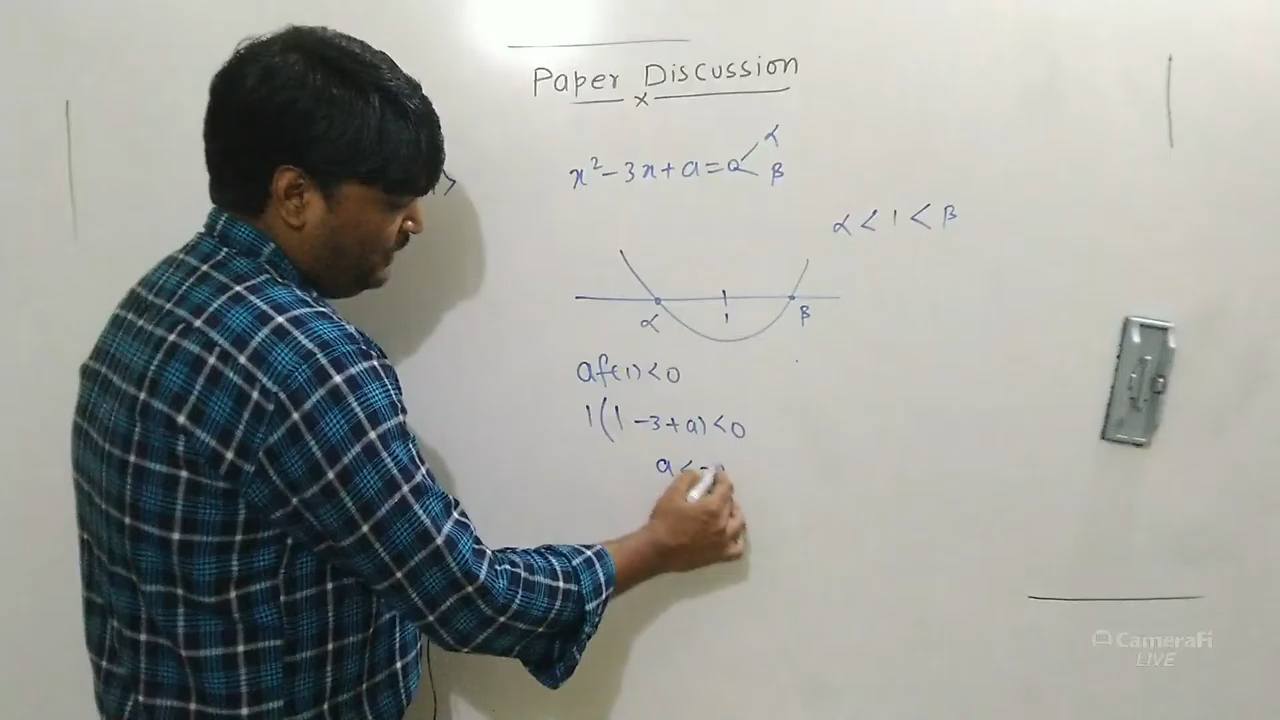 Paper Discussion
x
x² - 3x + a = 0 < α β
α < 1 < β
α 1 β
af(1) < 0
1(1 - 3 + a) < 0
a < -
CameraFi
LIVE